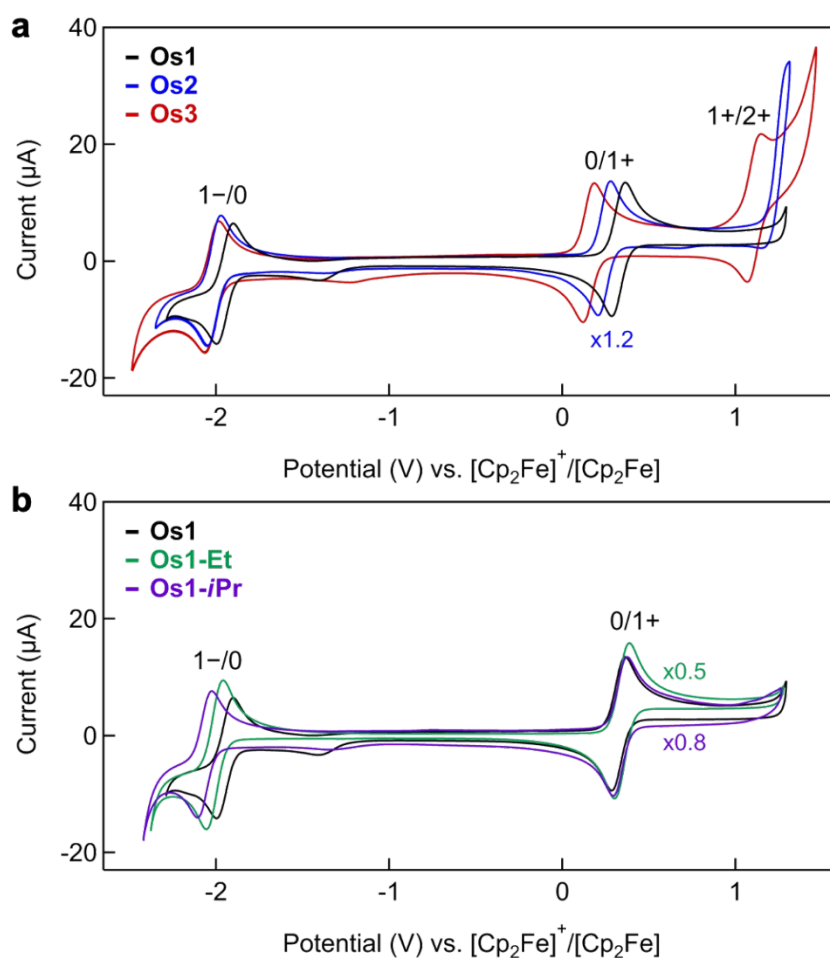 a
Os1
Os2
Os3
1−/0
0/1+
1+/2+
x1.2
40
20
0
-20
Current (μA)
-2
-1
0
1
Potential (V) vs. [Cp₂Fe]⁺/[Cp₂Fe]
b
Os1
Os1-Et
Os1-iPr
1−/0
0/1+
x0.5
x0.8
40
20
0
-20
Current (μA)
-2
-1
0
1
Potential (V) vs. [Cp₂Fe]⁺/[Cp₂Fe]